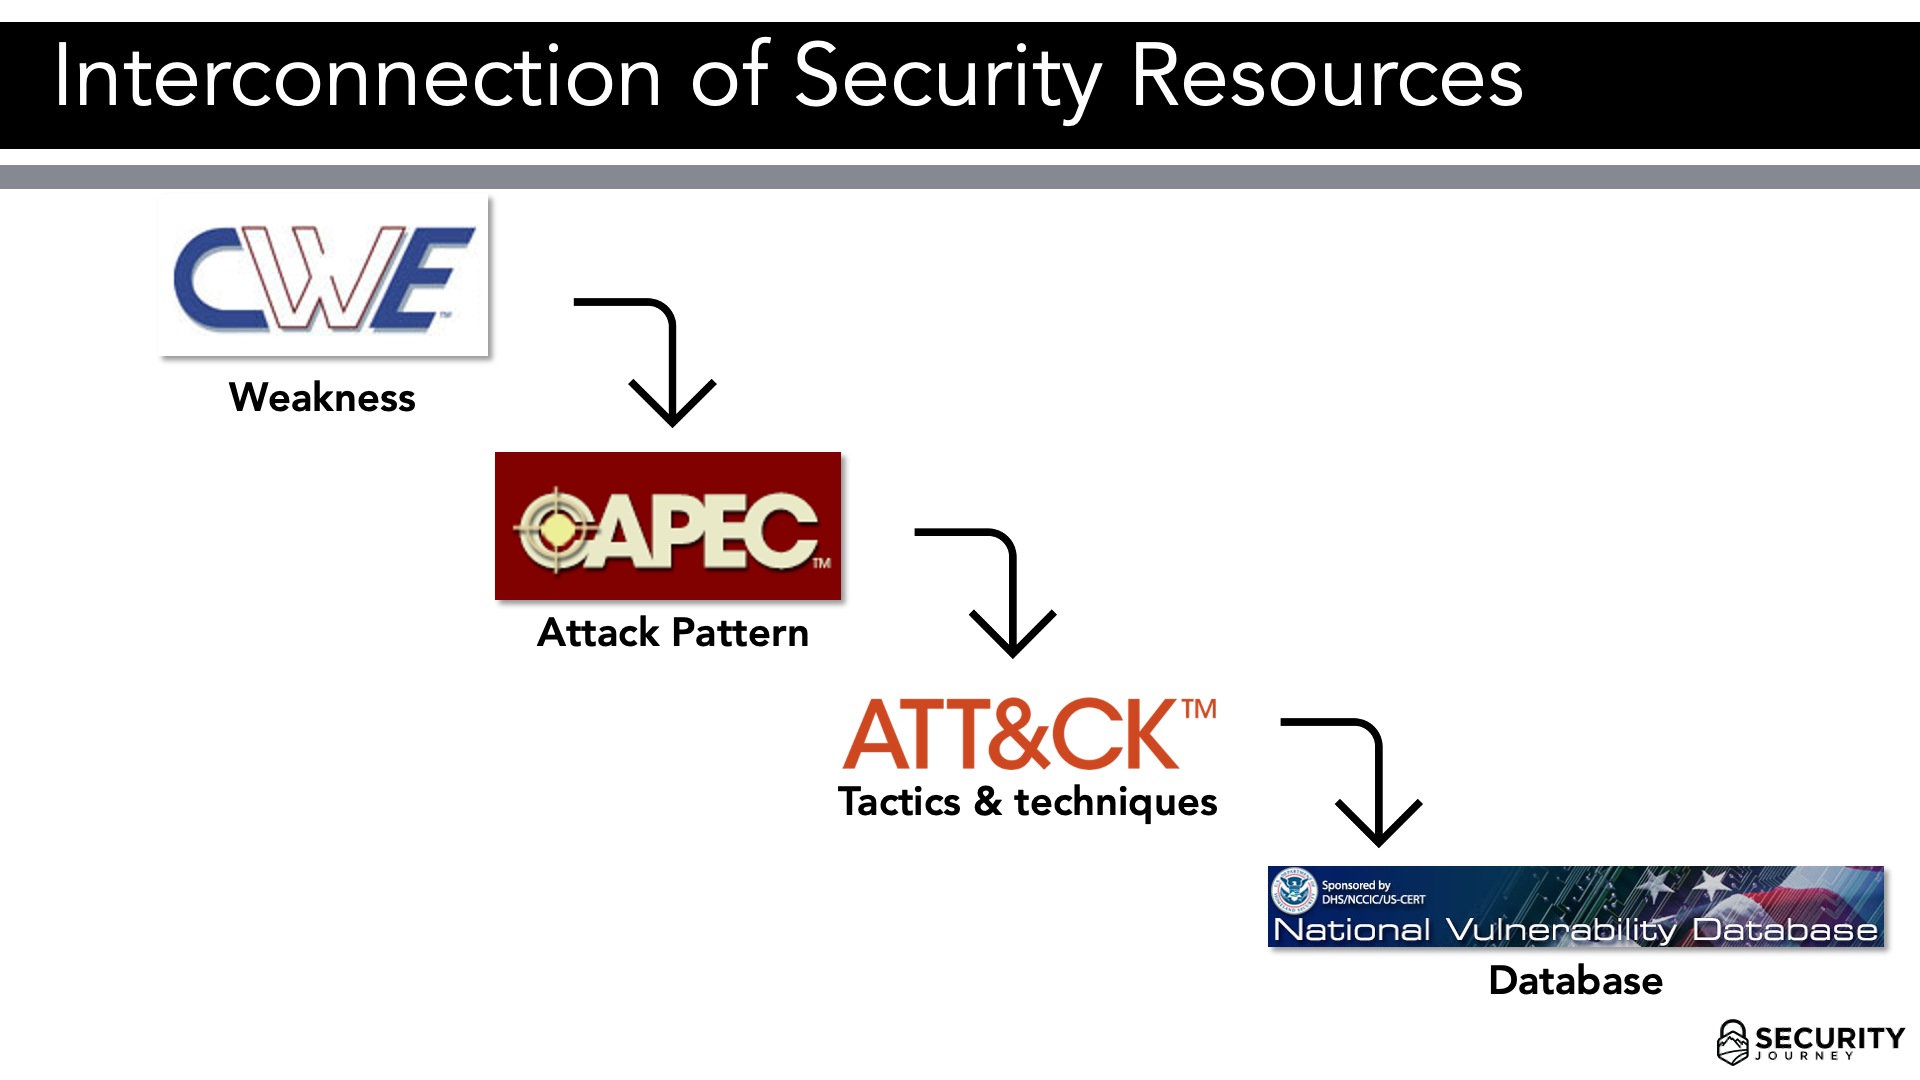 Interconnection of Security Resources
CWE™
Weakness
CAPEC™
Attack Pattern
ATT&CK™
Tactics & techniques
Sponsored by
DHS/NCCIC/US-CERT
National Vulnerability Database
Database
SECURITY
JOURNEY